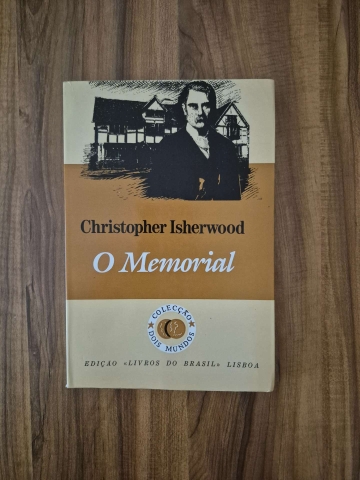 Christopher Isherwood
O Memorial
COLECÇÃO
DOIS MUNDOS
EDIÇÃO «LIVROS DO BRASIL» LISBOA